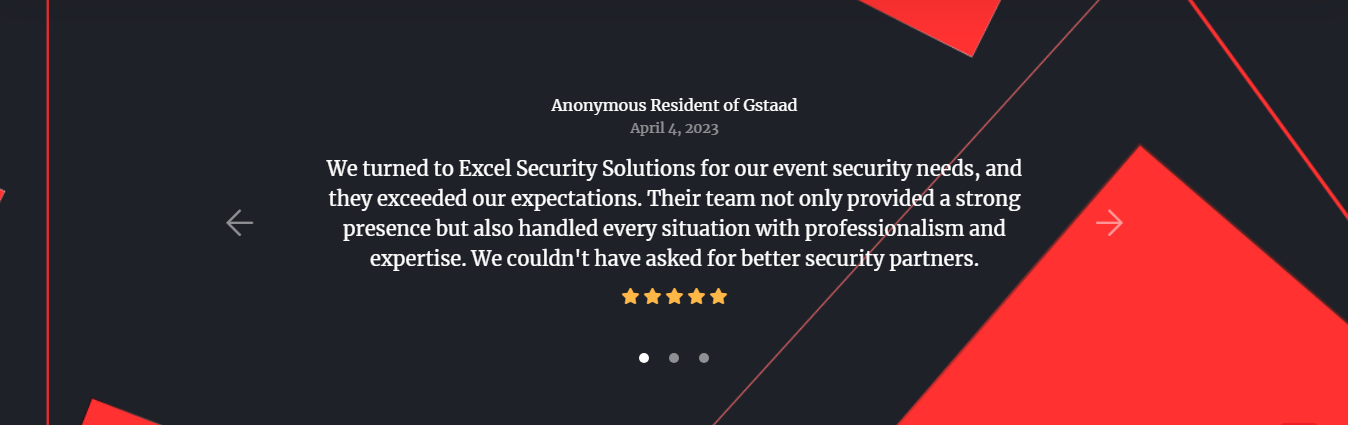 Anonymous Resident of Gstaad
April 4, 2023
We turned to Excel Security Solutions for our event security needs, and
they exceeded our expectations. Their team not only provided a strong
presence but also handled every situation with professionalism and
expertise. We couldn't have asked for better security partners.